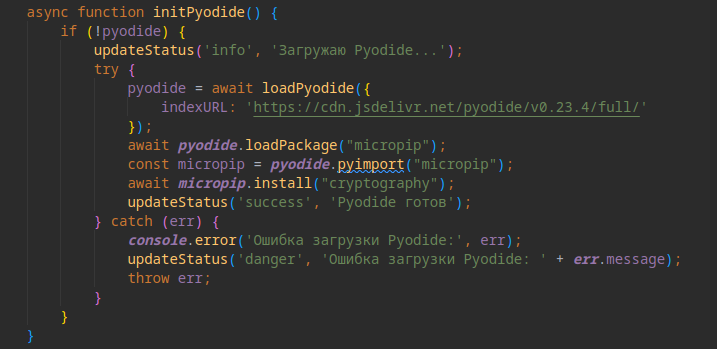 async function initPyodide() {
    if (!pyodide) {
        updateStatus('info', 'Загружаю Pyodide...');
        try {
            pyodide = await loadPyodide({
                indexURL: 'https://cdn.jsdelivr.net/pyodide/v0.23.4/full/'
            });
            await pyodide.loadPackage("micropip");
            const micropip = pyodide.pyimport("micropip");
            await micropip.install("cryptography");
            updateStatus('success', 'Pyodide готов');
        } catch (err) {
            console.error('Ошибка загрузки Pyodide:', err);
            updateStatus('danger', 'Ошибка загрузки Pyodide: ' + err.message);
            throw err;
        }
    }
}